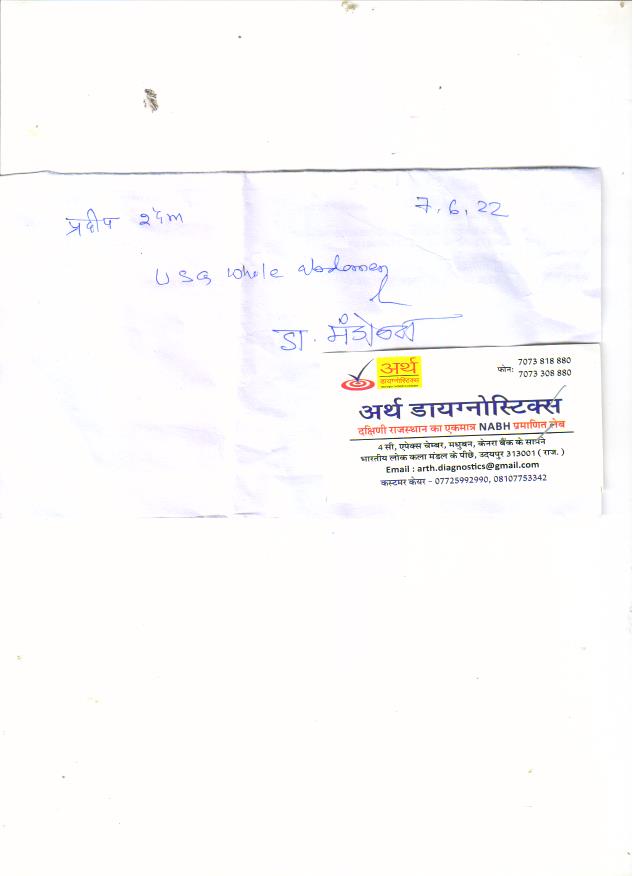 7.6.22
प्रदीप
USG whole abdomen
डा.
अर्थ
डायग्नोस्टिक्स
फोन: 7073 818 880
7073 308 880
अर्थ डायग्नोस्टिक्स
दक्षिणी राजस्थान का एकमात्र NABH प्रमाणित लेब
4 सी, एपेक्स चेम्बर, मधुबन, केनरा बैंक के सामने
भारतीय लोक कला मंडल के पीछे, उदयपुर 313001 ( राज. )
Email : arth.diagnostics@gmail.com
कस्टमर केयर - 07725992990, 08107753342